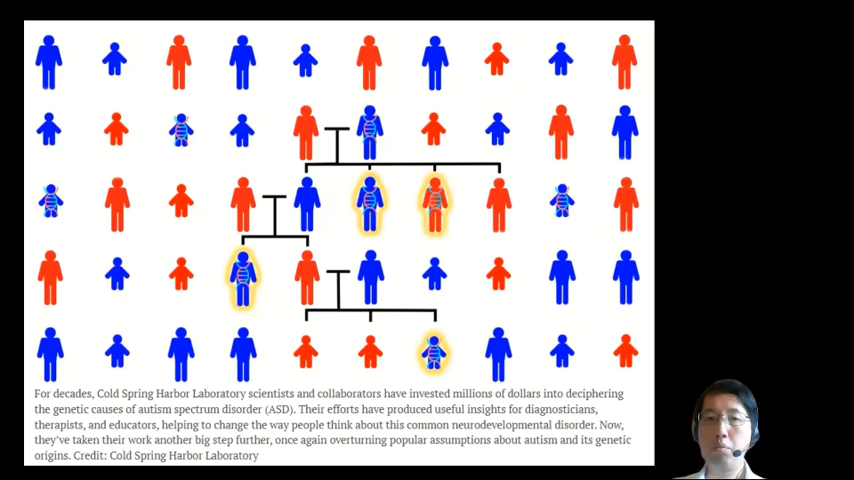 For decades, Cold Spring Harbor Laboratory scientists and collaborators have invested millions of dollars into deciphering
the genetic causes of autism spectrum disorder (ASD). Their efforts have produced useful insights for diagnosticians,
therapists, and educators, helping to change the way people think about this common neurodevelopmental disorder. Now,
they've taken their work another big step further, once again overturning popular assumptions about autism and its genetic
origins. Credit: Cold Spring Harbor Laboratory